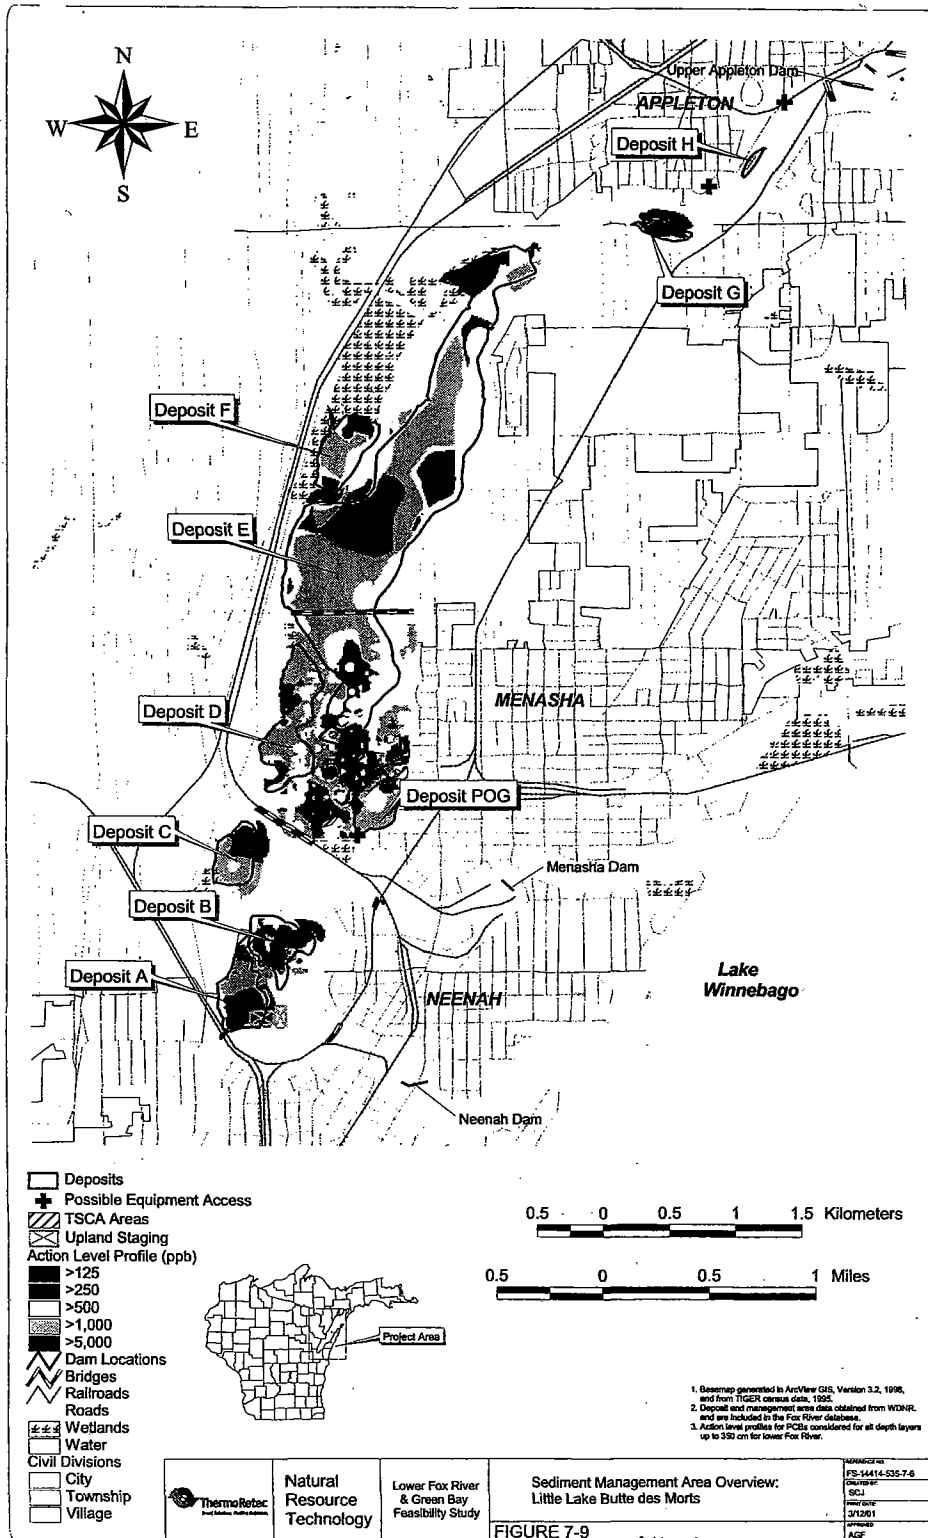 N
W E
S
Upper Appleton Dam
APPLETON
Deposit H
Deposit G
Deposit F
Deposit E
MENASHA
Deposit D
Deposit POG
Deposit C
Menasha Dam
Deposit B
Deposit A
Lake
Winnebago
NEENAH
Neenah Dam
Deposits
Possible Equipment Access
TSCA Areas
Upland Staging
Action Level Profile (ppb)
>125
>250
>500
>1,000
>5,000
Dam Locations
Bridges
Railroads
Roads
Wetlands
Water
Civil Divisions
City
Township
Village
0.5 0 0.5 1 1.5 Kilometers
0.5 0 0.5 1 Miles
Project Area
1. Basemap generated in ArcView GIS, Version 3.2, 1998,
and from TIGER census data, 1995.
2. Deposit and management area data obtained from WDNR,
and are included in the Fox River database.
3. Action level profiles for PCBs considered for all depth layers
up to 350 cm for lower Fox River.
ThermoRetec
Natural
Resource
Technology
Lower Fox River
& Green Bay
Feasibility Study
Sediment Management Area Overview:
Little Lake Butte des Morts
FIGURE 7-9
REFERENCE NO.
FS-14414-535-7-6
CREATED BY:
SCJ
PRINT DATE:
3/12/01
APPROVED
AGF